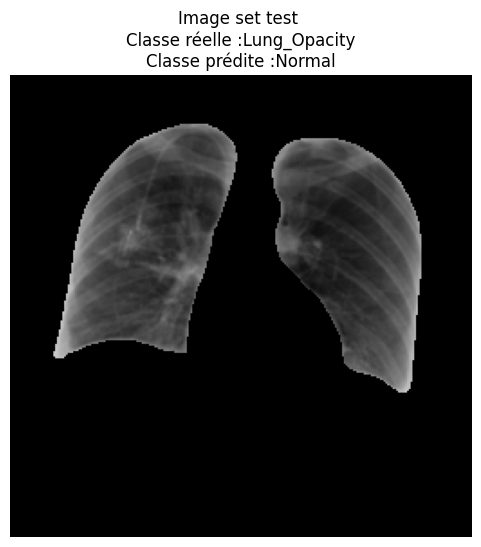 Image set test
Classe réelle :Lung_Opacity
Classe prédite :Normal